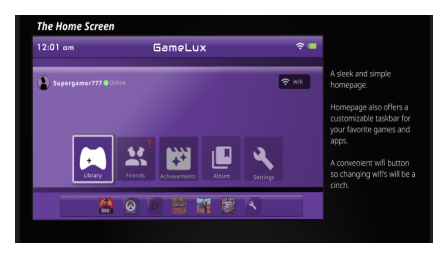 The Home Screen
12:01 am
GameLux
Supergamer777 Online
Wifi
A sleek and simple
homepage.
Homepage also offers a
customizable taskbar for
your favorite games and
apps.
A convenient wifi button
so changing wifi's will be a
cinch.
Library
Friends
Achievements
Album
Settings